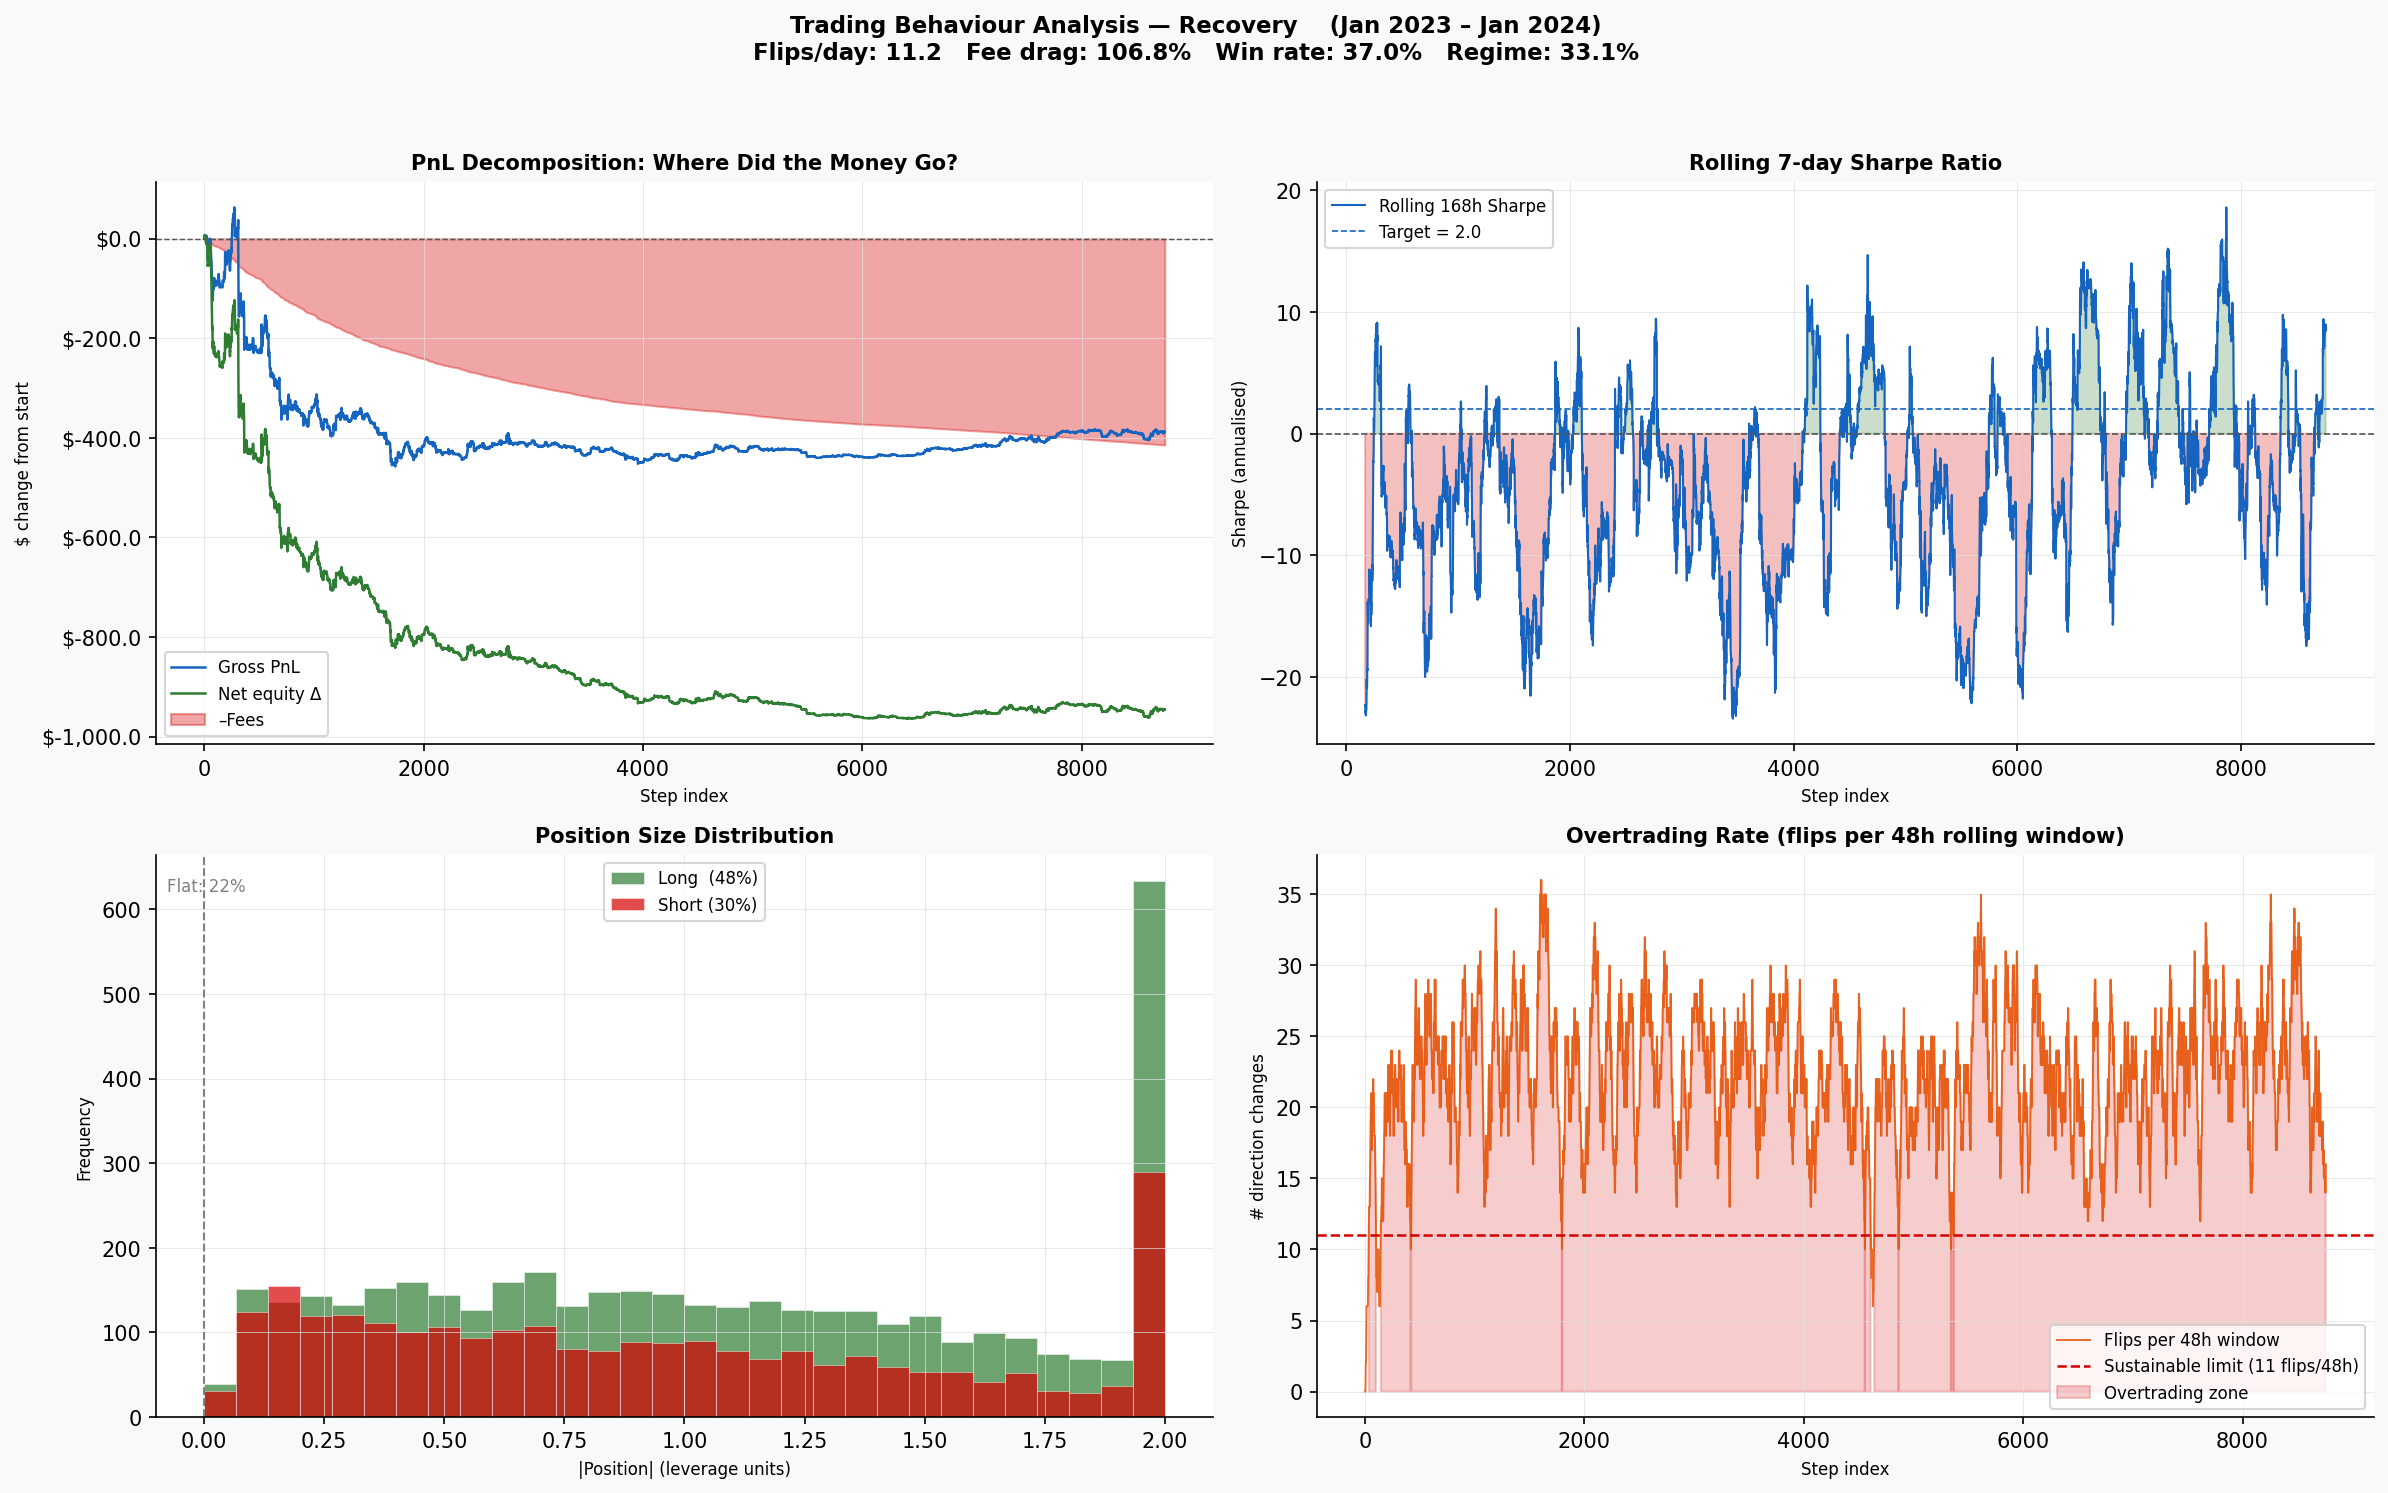 Trading Behaviour Analysis — Recovery (Jan 2023 – Jan 2024)
Flips/day: 11.2 Fee drag: 106.8% Win rate: 37.0% Regime: 33.1%
PnL Decomposition: Where Did the Money Go?
$ change from start
$0.0
$-200.0
$-400.0
$-600.0
$-800.0
$-1,000.0
Gross PnL
Net equity Δ
–Fees
0 2000 4000 6000 8000
Step index
Rolling 7-day Sharpe Ratio
Sharpe (annualised)
20
10
0
−10
−20
Rolling 168h Sharpe
Target = 2.0
0 2000 4000 6000 8000
Step index
Position Size Distribution
Frequency
Flat: 22%
Long (48%)
Short (30%)
600
500
400
300
200
100
0
0.00 0.25 0.50 0.75 1.00 1.25 1.50 1.75 2.00
|Position| (leverage units)
Overtrading Rate (flips per 48h rolling window)
# direction changes
35
30
25
20
15
10
5
0
Flips per 48h window
Sustainable limit (11 flips/48h)
Overtrading zone
0 2000 4000 6000 8000
Step index